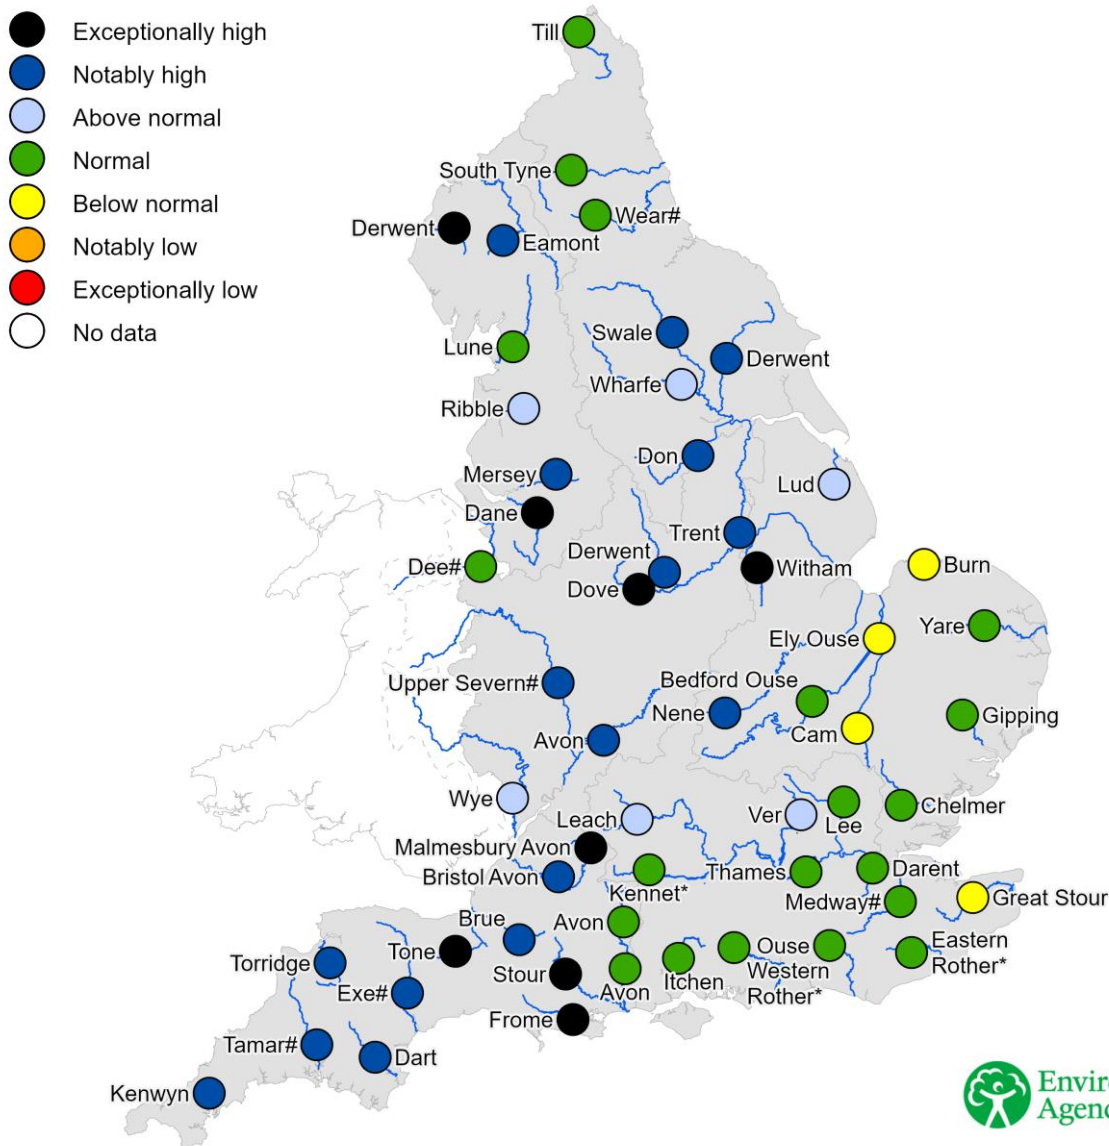 Exceptionally high
Notably high
Above normal
Normal
Below normal
Notably low
Exceptionally low
No data
Till
South Tyne
Wear#
Derwent
Eamont
Swale
Lune
Derwent
Wharfe
Ribble
Don
Mersey
Lud
Dane
Trent
Derwent
Dee#
Witham
Burn
Dove
Yare
Ely Ouse
Upper Severn#
Bedford Ouse
Nene
Gipping
Cam
Avon
Wye
Leach
Ver
Lee
Chelmer
Malmesbury Avon
Bristol Avon
Kennet*
Thames
Darent
Medway#
Great Stour
Brue
Avon
Tone
Ouse
Eastern
Rother*
Torridge
Stour
Avon
Itchen
Western
Rother*
Exe#
Frome
Tamar#
Dart
Kenwyn
Enviro
Agenc